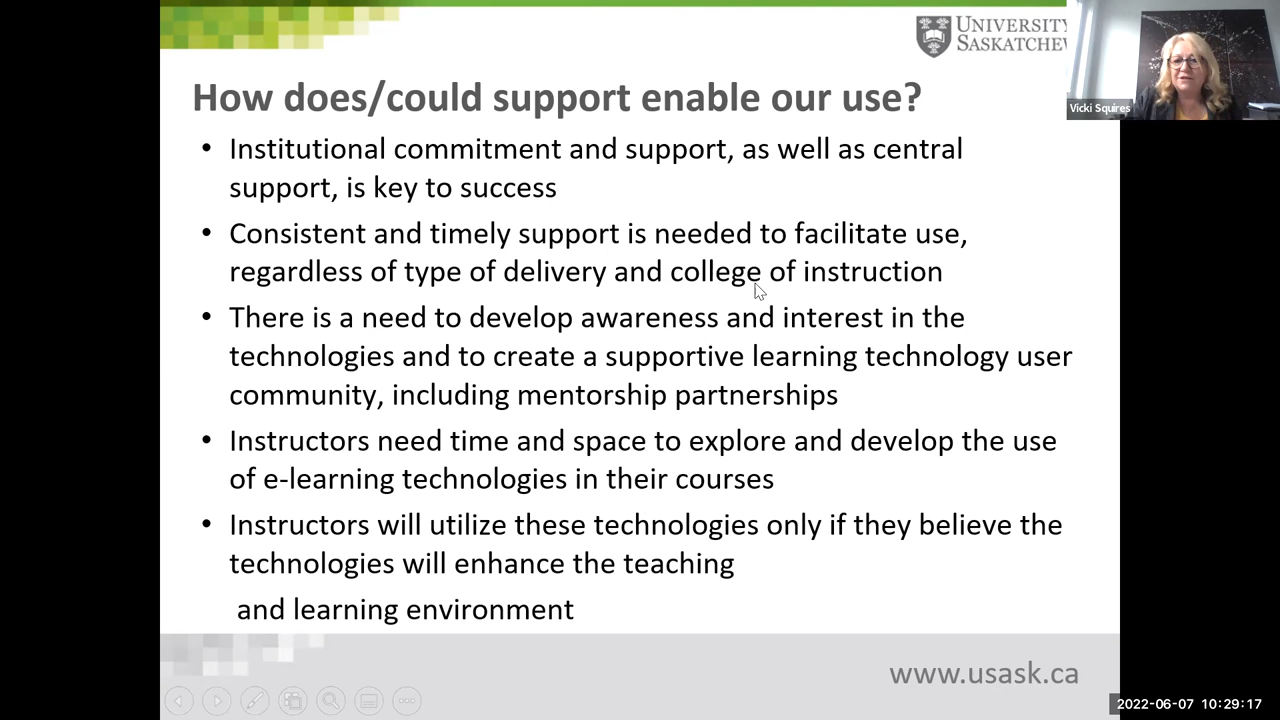 UNIVERSITY
SASKATCHEW
Vicki Squires
How does/could support enable our use?
• Institutional commitment and support, as well as central
support, is key to success
• Consistent and timely support is needed to facilitate use,
regardless of type of delivery and college of instruction
• There is a need to develop awareness and interest in the
technologies and to create a supportive learning technology user
community, including mentorship partnerships
• Instructors need time and space to explore and develop the use
of e-learning technologies in their courses
• Instructors will utilize these technologies only if they believe the
technologies will enhance the teaching
and learning environment
www.usask.ca
2022-06-07 10:29:17